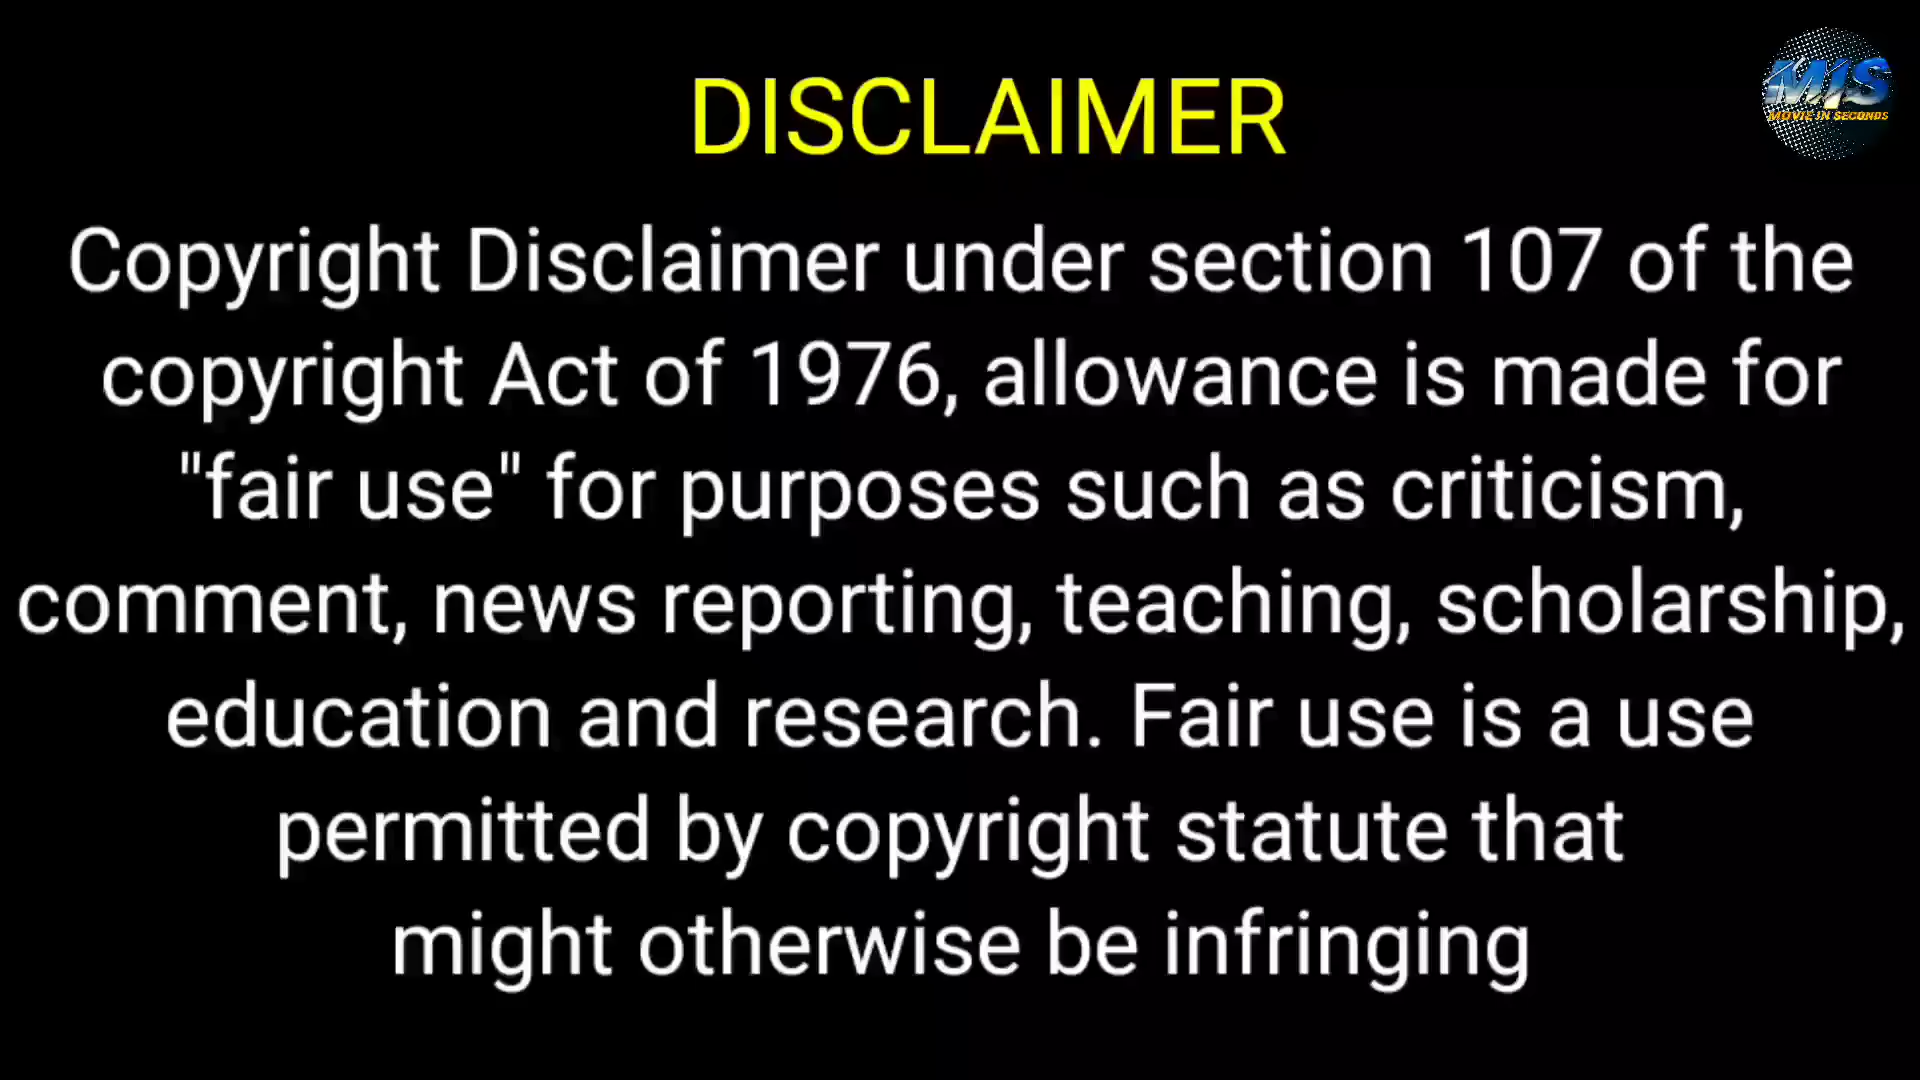 DISCLAIMER
MIS
MOVIE IN SECONDS
Copyright Disclaimer under section 107 of the
copyright Act of 1976, allowance is made for
"fair use" for purposes such as criticism,
comment, news reporting, teaching, scholarship,
education and research. Fair use is a use
permitted by copyright statute that
might otherwise be infringing